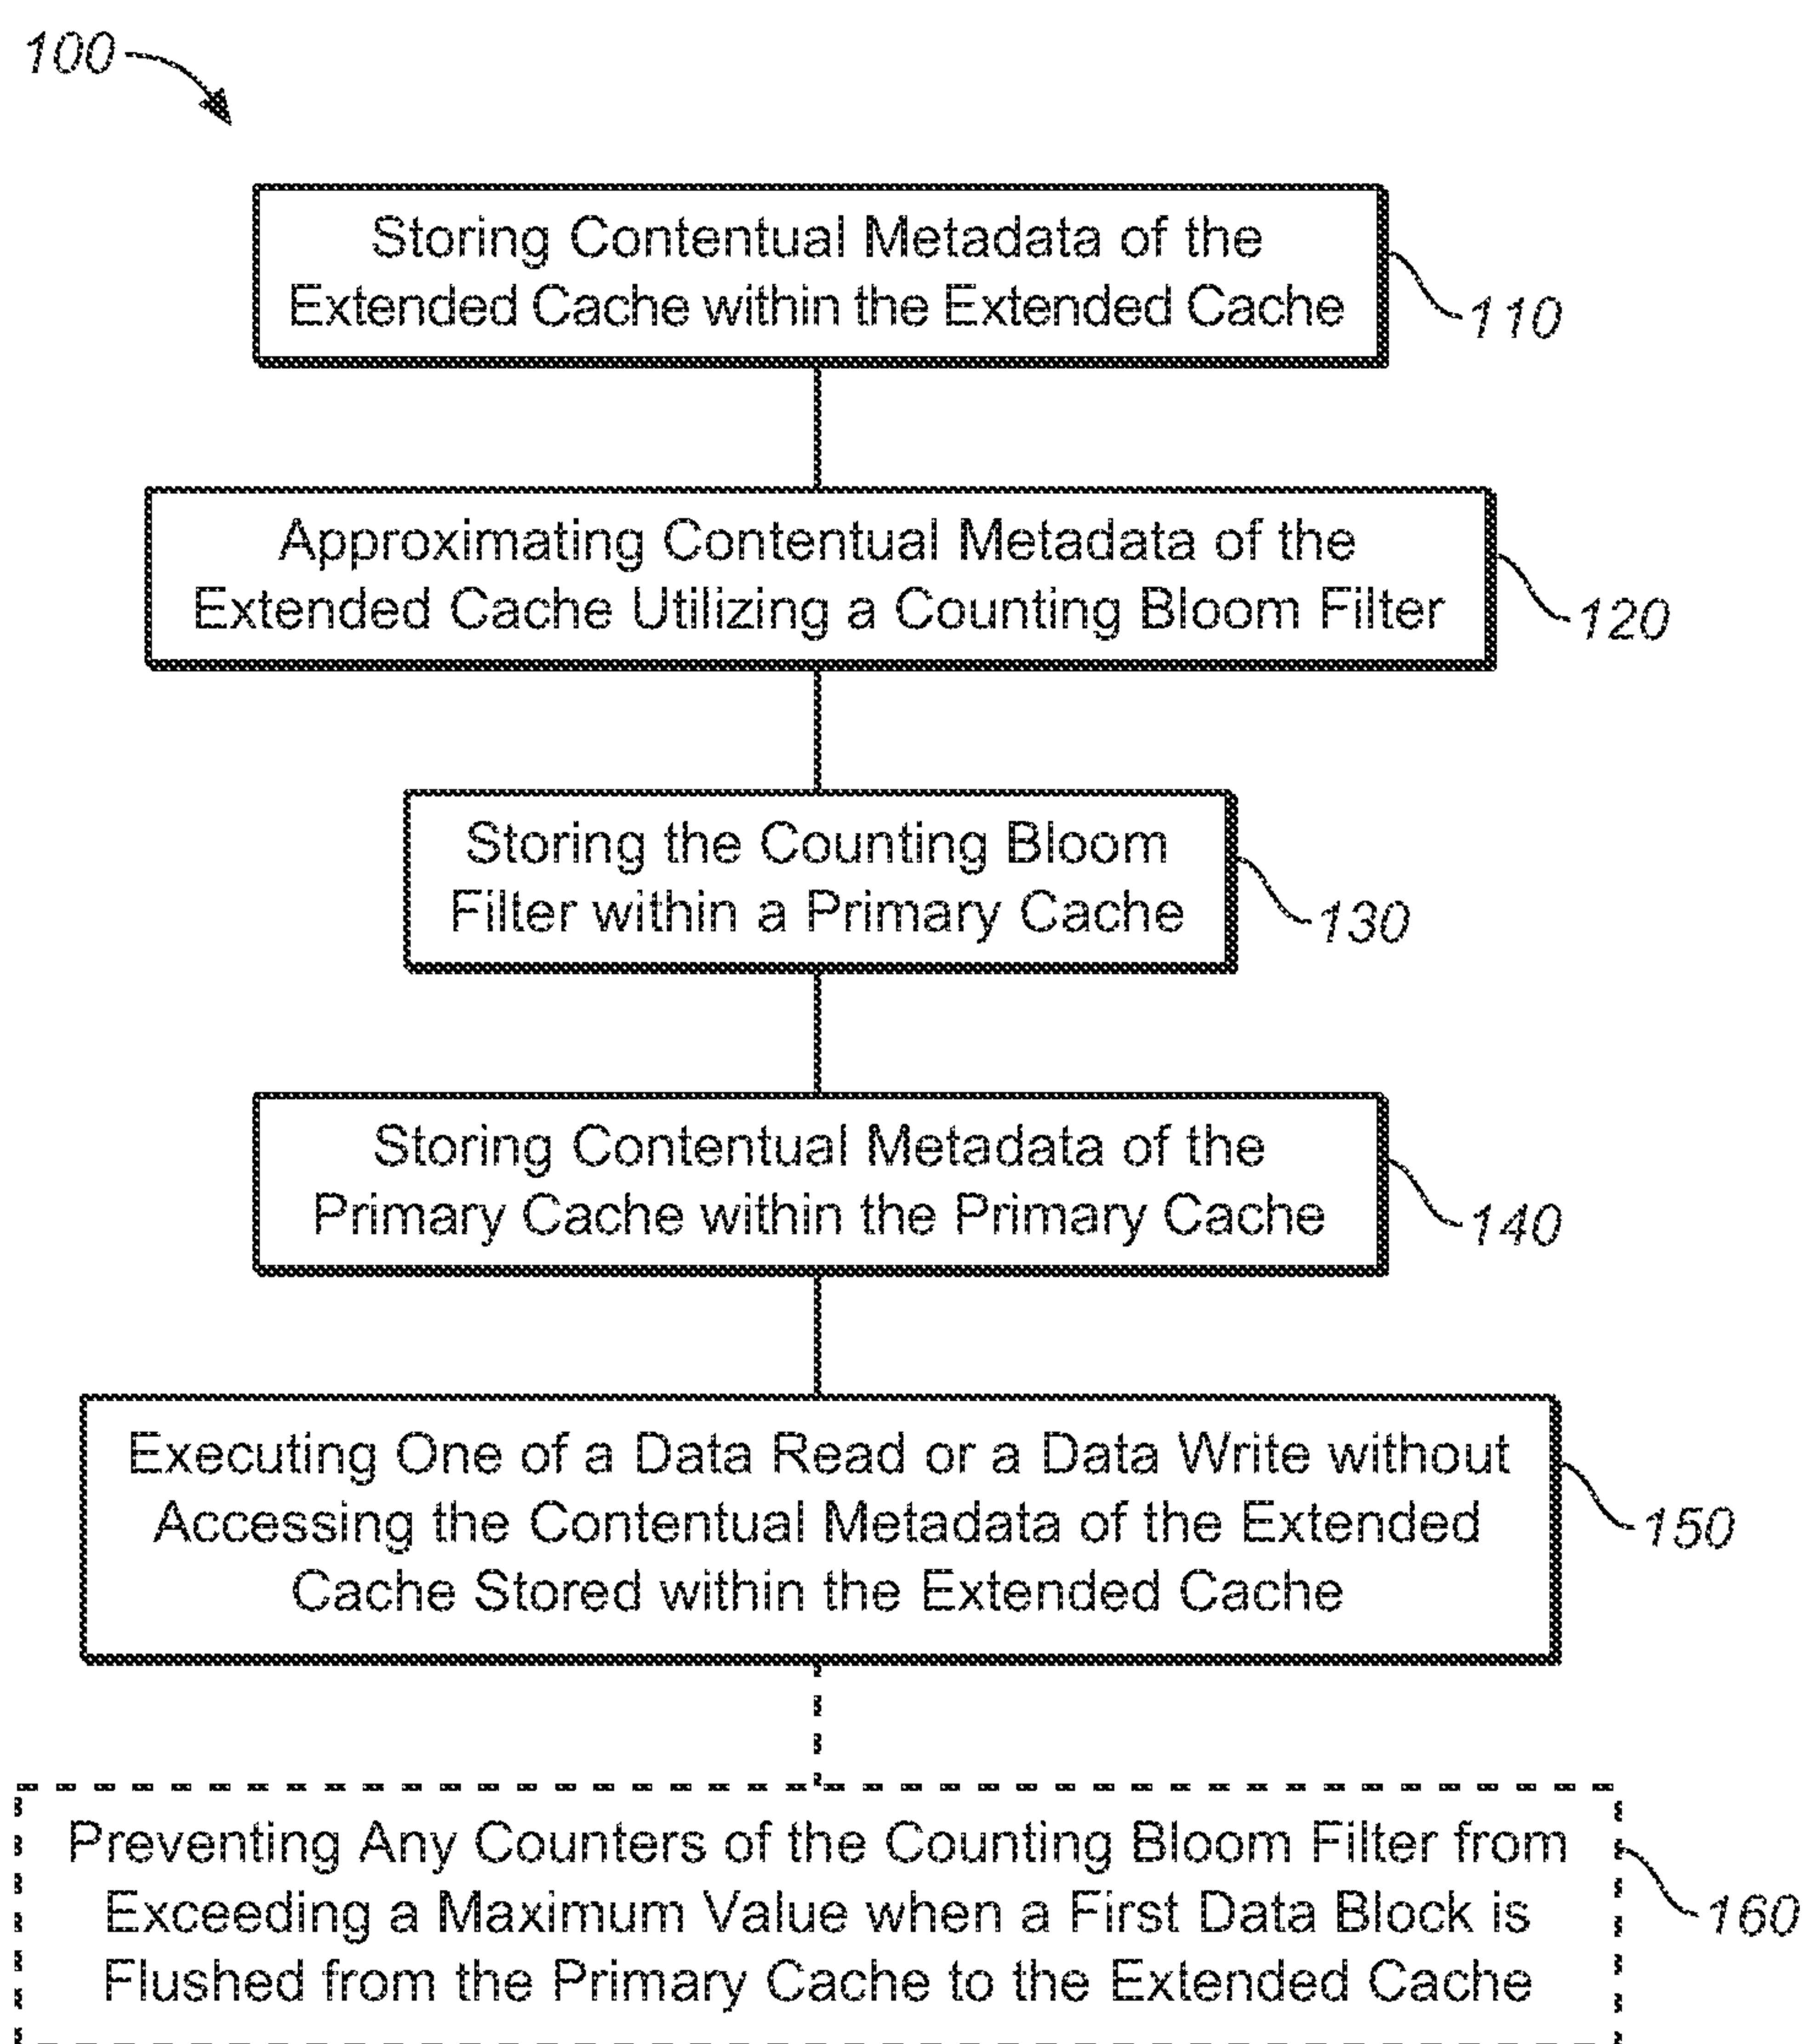 100
Storing Contentual Metadata of the
Extended Cache within the Extended Cache
110
Approximating Contentual Metadata of the
Extended Cache Utilizing a Counting Bloom Filter
120
Storing the Counting Bloom
Filter within a Primary Cache
130
Storing Contentual Metadata of the
Primary Cache within the Primary Cache
140
Executing One of a Data Read or a Data Write without
Accessing the Contentual Metadata of the Extended
Cache Stored within the Extended Cache
150
Preventing Any Counters of the Counting Bloom Filter from
Exceeding a Maximum Value when a First Data Block is
Flushed from the Primary Cache to the Extended Cache
160